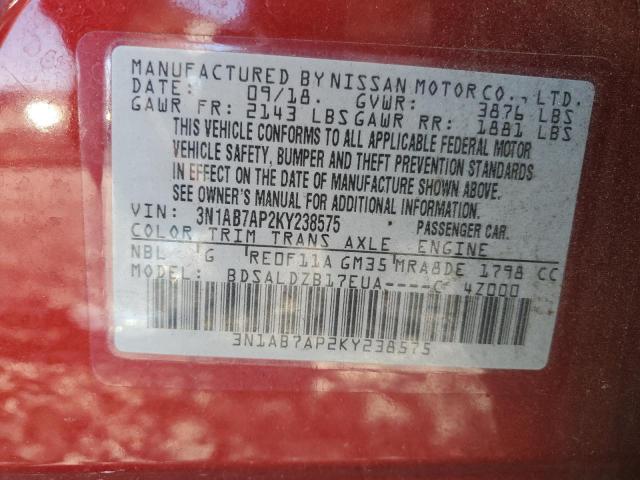 MANUFACTURED BY NISSAN MOTOR CO., LTD.
DATE: 09/18. GVWR: 3876 LBS
GAWR FR: 2143 LBS GAWR RR: 1881 LBS
THIS VEHICLE CONFORMS TO ALL APPLICABLE FEDERAL MOTOR
VEHICLE SAFETY, BUMPER AND THEFT PREVENTION STANDARDS
IN EFFECT ON THE DATE OF MANUFACTURE SHOWN ABOVE.
SEE OWNER'S MANUAL FOR ADDITIONAL INFORMATION.
VIN: 3N1AB7AP2KY238575 PASSENGER CAR.
COLOR TRIM TRANS AXLE ENGINE
NBL G RE0F11A GM35 MRA8DE 1798 CC
MODEL: BDSALDZB17EUA----C 4Z000
3N1AB7AP2KY238575